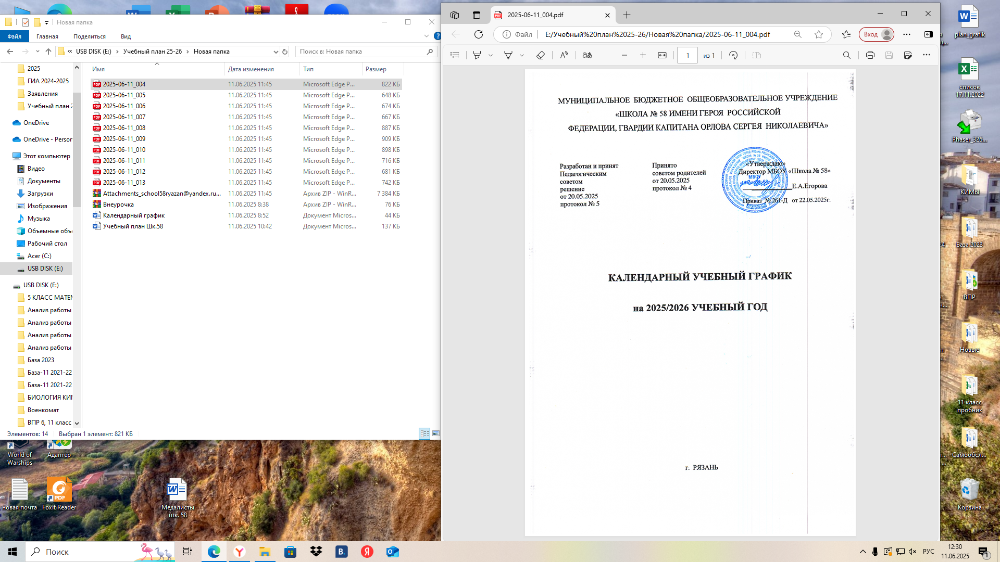 Новая папка
Файл
Главная
Поделиться
Вид
USB DISK (E:)
Учебный план 25-26
Новая папка
Поиск в: Новая папка
2025
ГИА 2024-2025
Заявления
Учебный план 2
OneDrive
OneDrive - Person
Этот компьютер
Видео
Документы
Загрузки
Изображения
Музыка
Объемные объе
Рабочий стол
Acer (C:)
USB DISK (E:)
USB DISK (E:)
5 КЛАСС МАТЕМ
Анализ работы
Анализ работы
Анализ работы
Анализ работы
База 2023
База-11 2021-22
База-11 2021-22
БИОЛОГИЯ КИМ
Военкомат
ВПР 6, 11 класс
Имя Дата изменения Тип Размер
2025-06-11_004 11.06.2025 11:45 Microsoft Edge P... 822 КБ
2025-06-11_005 11.06.2025 11:45 Microsoft Edge P... 648 КБ
2025-06-11_006 11.06.2025 11:45 Microsoft Edge P... 674 КБ
2025-06-11_007 11.06.2025 11:45 Microsoft Edge P... 667 КБ
2025-06-11_008 11.06.2025 11:45 Microsoft Edge P... 887 КБ
2025-06-11_009 11.06.2025 11:45 Microsoft Edge P... 909 КБ
2025-06-11_010 11.06.2025 11:45 Microsoft Edge P... 898 КБ
2025-06-11_011 11.06.2025 11:45 Microsoft Edge P... 716 КБ
2025-06-11_012 11.06.2025 11:45 Microsoft Edge P... 681 КБ
2025-06-11_013 11.06.2025 11:45 Microsoft Edge P... 742 КБ
Attachments_school58ryazan@yandex.ru... 11.06.2025 11:45 Архив ZIP - WinR... 7 384 КБ
Внеурочка 11.06.2025 8:38 Архив ZIP - WinR... 76 КБ
Календарный график 11.06.2025 8:52 Документ Micros... 44 КБ
Учебный план Шк.58 11.06.2025 10:42 Документ Micros... 137 КБ
Элементов: 14 Выбран 1 элемент: 821 КБ
2025-06-11_004.pdf
Файл
E:/Учебный%20план%2025-26/Новая%20папка/2025-06-11_004.pdf
Вход
1 из 1
МУНИЦИПАЛЬНОЕ БЮДЖЕТНОЕ ОБЩЕОБРАЗОВАТЕЛЬНОЕ УЧРЕЖДЕНИЕ
«ШКОЛА № 58 ИМЕНИ ГЕРОЯ РОССИЙСКОЙ
ФЕДЕРАЦИИ, ГВАРДИИ КАПИТАНА ОРЛОВА СЕРГЕЯ НИКОЛАЕВИЧА»
Разработан и принят
Педагогическим
советом
решение
от 20.05.2025
протокол № 5
Принято
советом родителей
от 20.05.2025
протокол № 4
«Утверждаю»
Директор МБОУ «Школа № 58»
МБОУ
Е.А.Егорова
Приказ № 261-Д от 22.05.2025г.
КАЛЕНДАРНЫЙ УЧЕБНЫЙ ГРАФИК
на 2025/2026 УЧЕБНЫЙ ГОД
г. РЯЗАНЬ
plan_grafik
список
17.11.2022
Phaser_326...
КИМЫ
База 2023
ВПР
Новые
11 класс
пробник
Самообсл...
Корзина
World of
Warships
Адаптер
новая почта
Foxit Reader
Медалисты
шк. 58
Поиск
РУС
12:30
11.06.2025
1